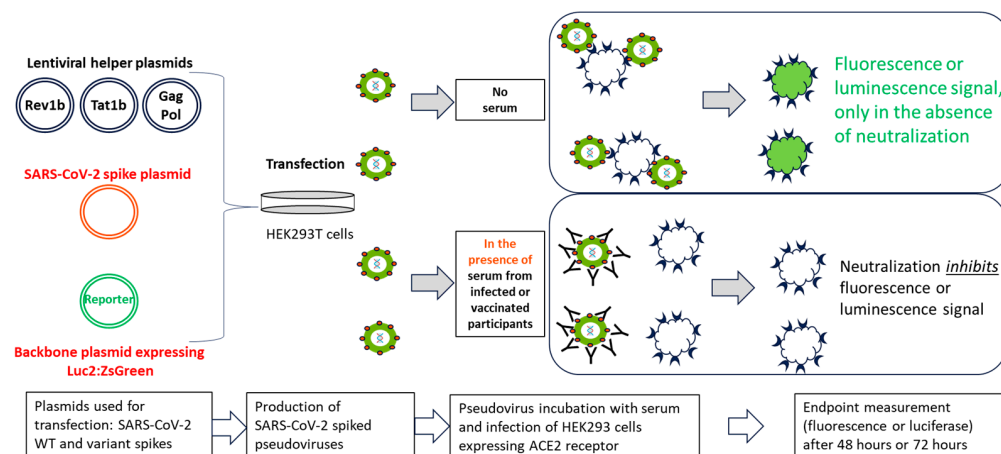 Lentiviral helper plasmids
Rev1b
Tat1b
Gag
Pol
SARS-CoV-2 spike plasmid
Reporter
Backbone plasmid expressing
Luc2:ZsGreen
Transfection
HEK293T cells
No
serum
In the
presence of
serum from
infected or
vaccinated
participants
Fluorescence or
luminescence signal,
only in the absence
of neutralization
Neutralization inhibits
fluorescence or
luminescence signal
Plasmids used for
transfection: SARS-CoV-2
WT and variant spikes
Production of
SARS-CoV-2 spiked
pseudoviruses
Pseudovirus incubation with serum
and infection of HEK293 cells
expressing ACE2 receptor
Endpoint measurement
(fluorescence or luciferase)
after 48 hours or 72 hours